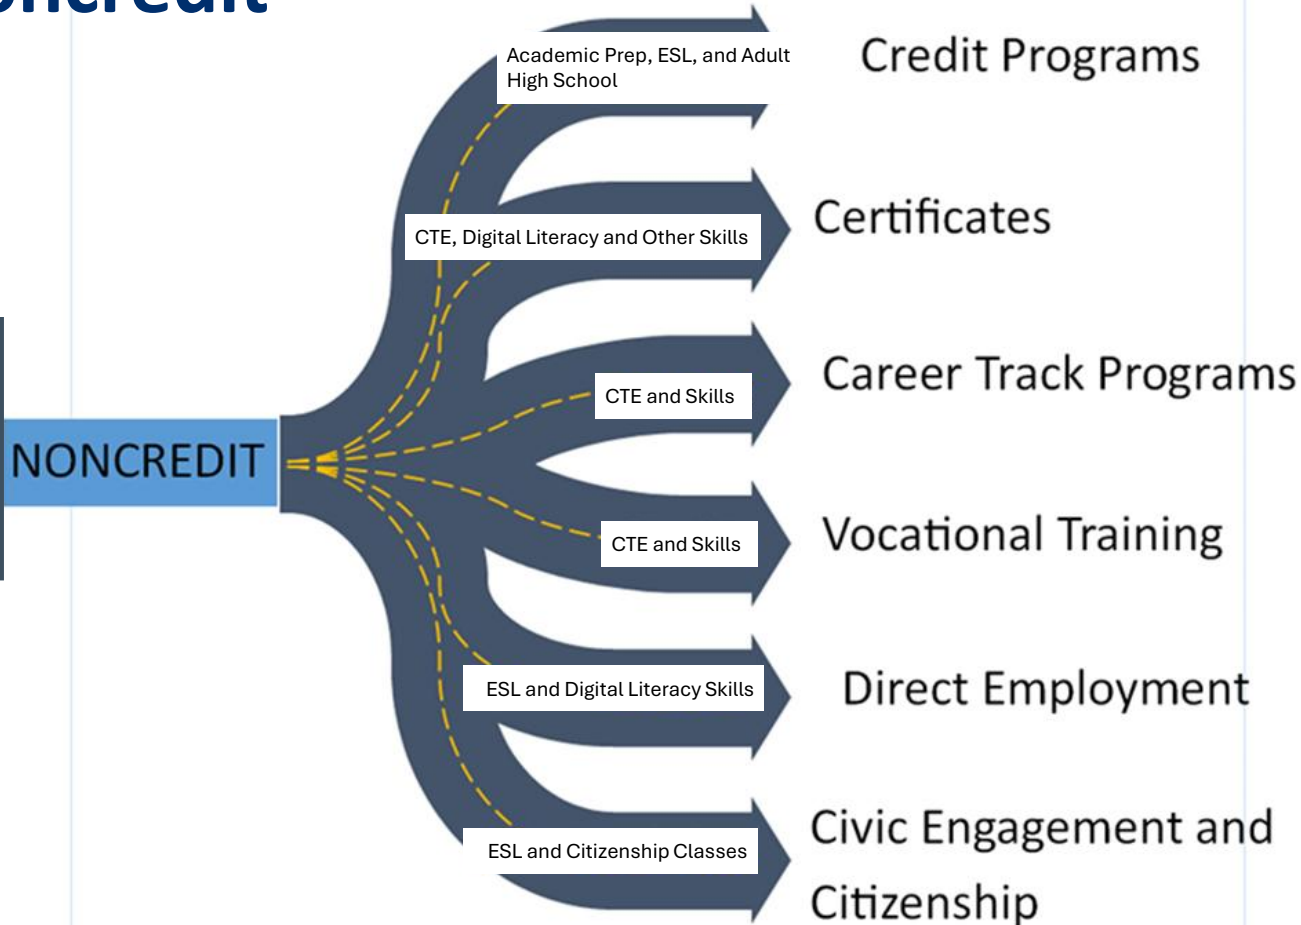 Academic Prep, ESL, and Adult
High School
Credit Programs
CTE, Digital Literacy and Other Skills
Certificates
CTE and Skills
Career Track Programs
NONCREDIT
CTE and Skills
Vocational Training
ESL and Digital Literacy Skills
Direct Employment
ESL and Citizenship Classes
Civic Engagement and
Citizenship